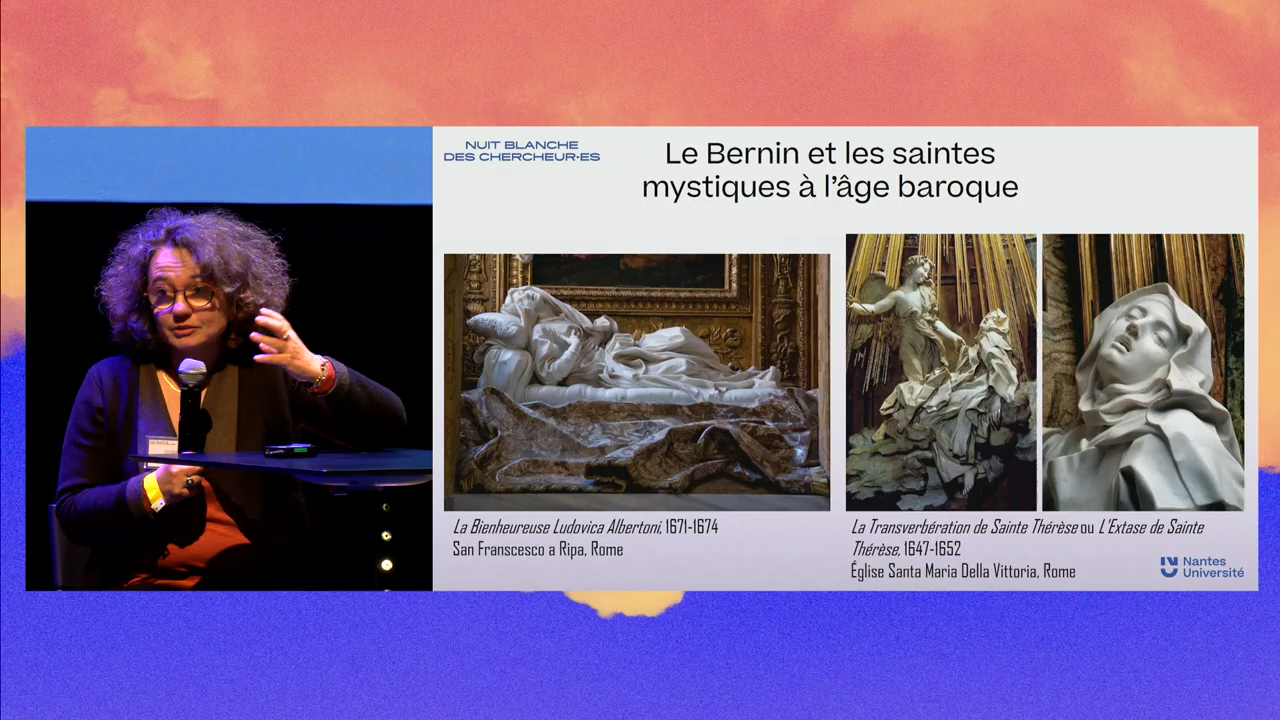 NUIT BLANCHE
DES CHERCHEUR·ES
Le Bernin et les saintes
mystiques à l'âge baroque
La Bienheureuse Ludovica Albertoni, 1671-1674
San Franscesco a Ripa, Rome
La Transverbération de Sainte Thérèse ou L'Extase de Sainte
Thérèse, 1647-1652
Église Santa Maria Della Vittoria, Rome
Nantes
Université